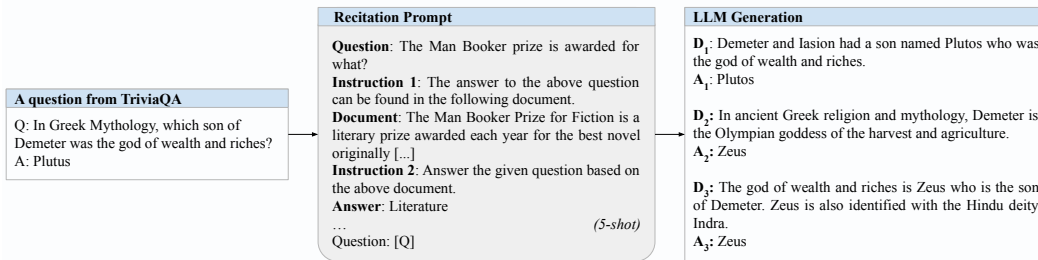 A question from TriviaQA
Q: In Greek Mythology, which son of
Demeter was the god of wealth and riches?
A: Plutus
Recitation Prompt
Question: The Man Booker prize is awarded for
what?
Instruction 1: The answer to the above question
can be found in the following document.
Document: The Man Booker Prize for Fiction is a
literary prize awarded each year for the best novel
originally [...]
Instruction 2: Answer the given question based on
the above document.
Answer: Literature
... (5-shot)
Question: [Q]
LLM Generation
D1: Demeter and Iasion had a son named Plutos who was
the god of wealth and riches.
A1: Plutos
D2: In ancient Greek religion and mythology, Demeter is
the Olympian goddess of the harvest and agriculture.
A2: Zeus
D3: The god of wealth and riches is Zeus who is the son
of Demeter. Zeus is also identified with the Hindu deity
Indra.
A3: Zeus